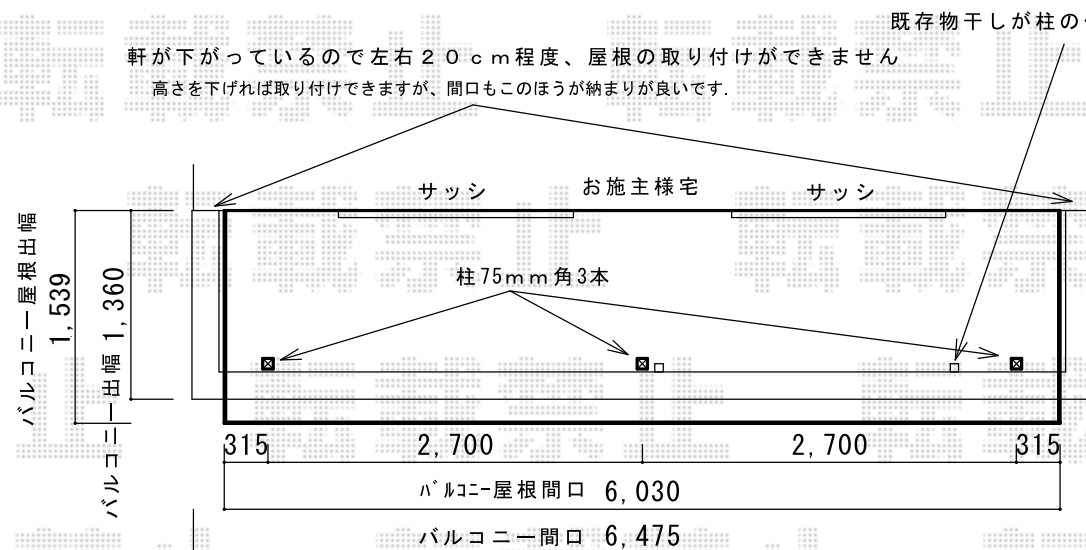 既存物干しが柱の
軒が下がっているので左右20cm程度、屋根の取り付けができません
高さを下げれば取り付けできますが、間口もこのほうが納まりが良いです.
サッシ
お施主様宅
サッシ
柱75mm角3本
バルコニー屋根出幅
1,539
バルコニー出幅 1,360
315
2,700
2,700
315
バルコニー屋根間口 6,030
バルコニー間口 6,475